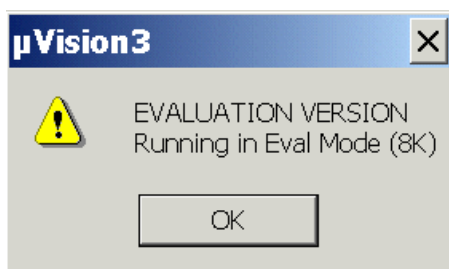 µVision3
EVALUATION VERSION
Running in Eval Mode (8K)
OK